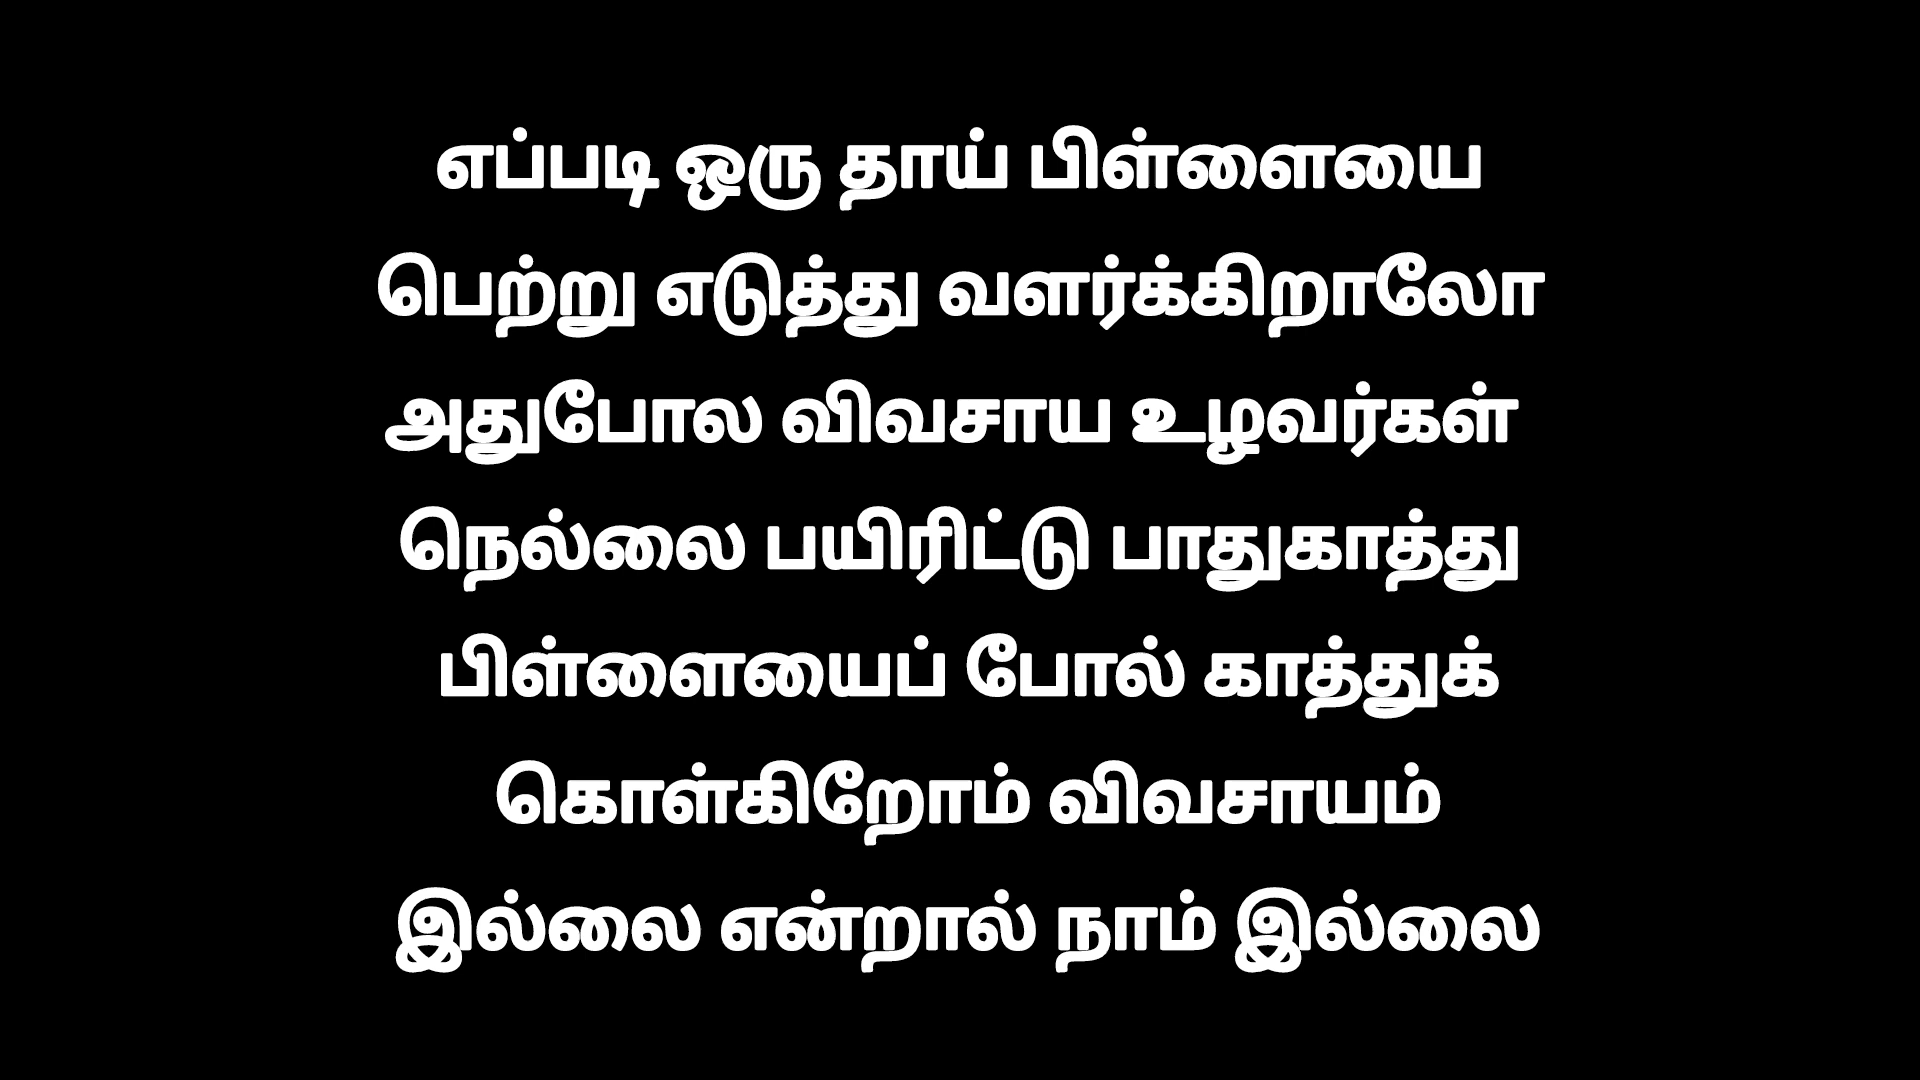 எப்படி ஒரு தாய் பிள்ளையை
பெற்று எடுத்து வளர்க்கிறாலோ
அதுபோல விவசாய உழவர்கள்
நெல்லை பயிரிட்டு பாதுகாத்து
பிள்ளையைப் போல் காத்துக்
கொள்கிறோம் விவசாயம்
இல்லை என்றால் நாம் இல்லை